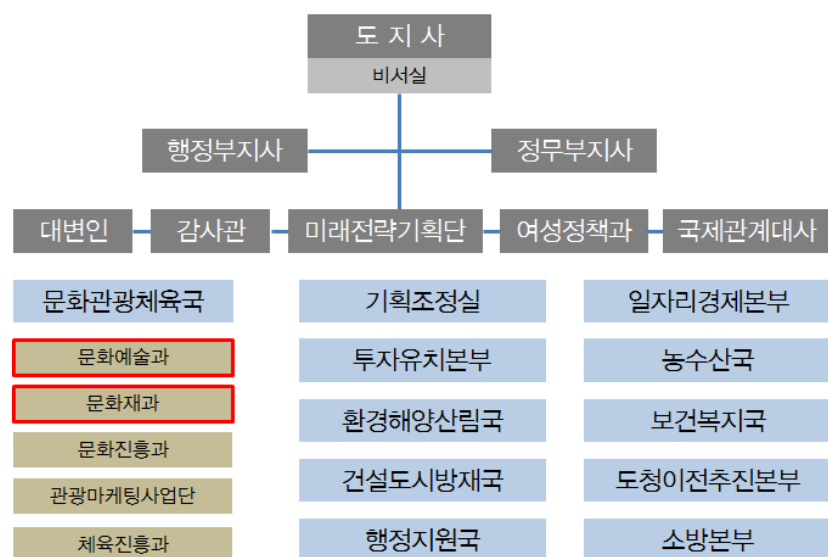 도 지 사
비서실
행정부지사
정무부지사
대변인
감사관
미래전략기획단
여성정책과
국제관계대사
문화관광체육국
기획조정실
일자리경제본부
문화예술과
문화재과
문화진흥과
관광마케팅사업단
체육진흥과
투자유치본부
환경해양산림국
건설도시방재국
행정지원국
농수산국
보건복지국
도청이전추진본부
소방본부